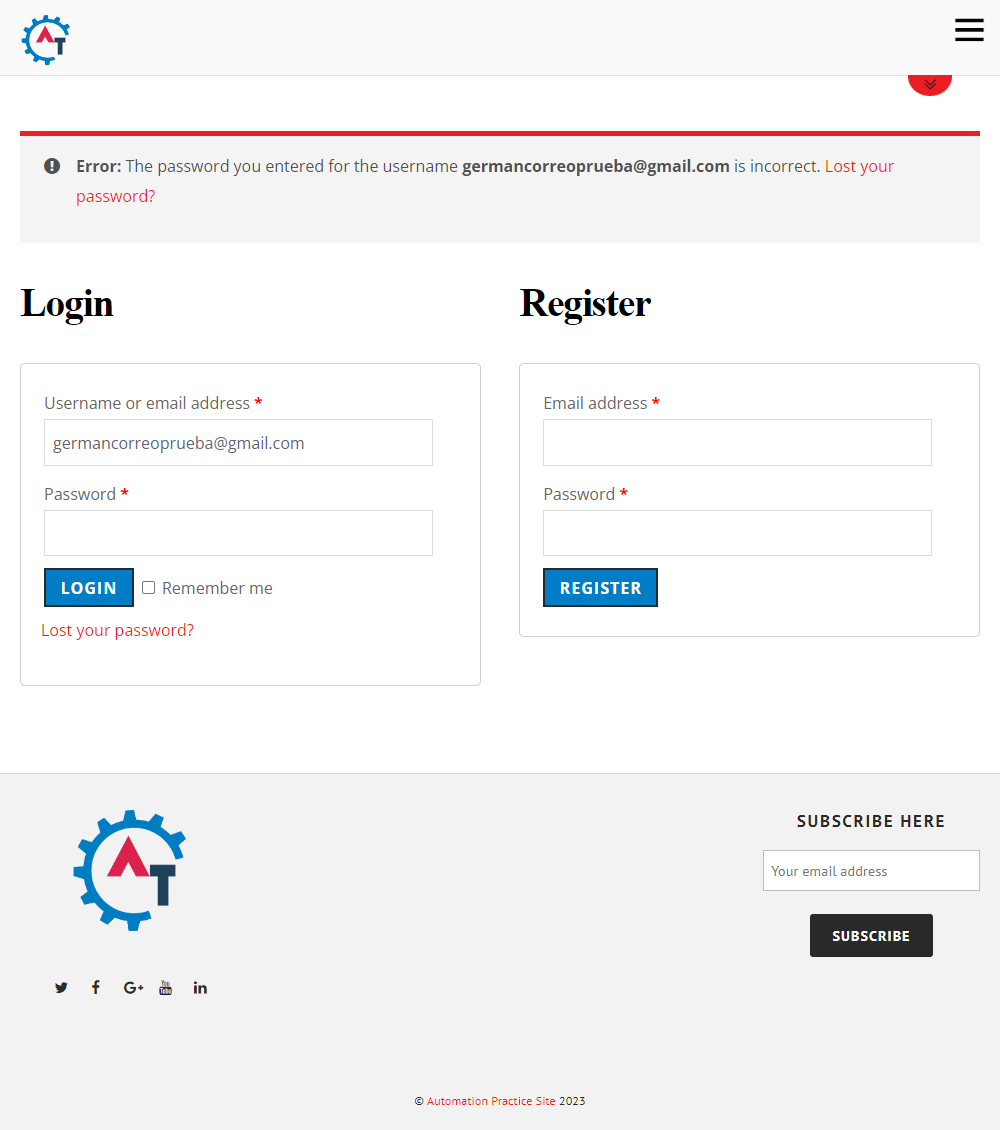 AT
Error: The password you entered for the username germancorreoprueba@gmail.com is incorrect. Lost your
password?
Login
Username or email address *
germancorreoprueba@gmail.com
Password *
LOGIN Remember me
Lost your password?
Register
Email address *
Password *
REGISTER
AT
SUBSCRIBE HERE
Your email address
SUBSCRIBE
© Automation Practice Site 2023